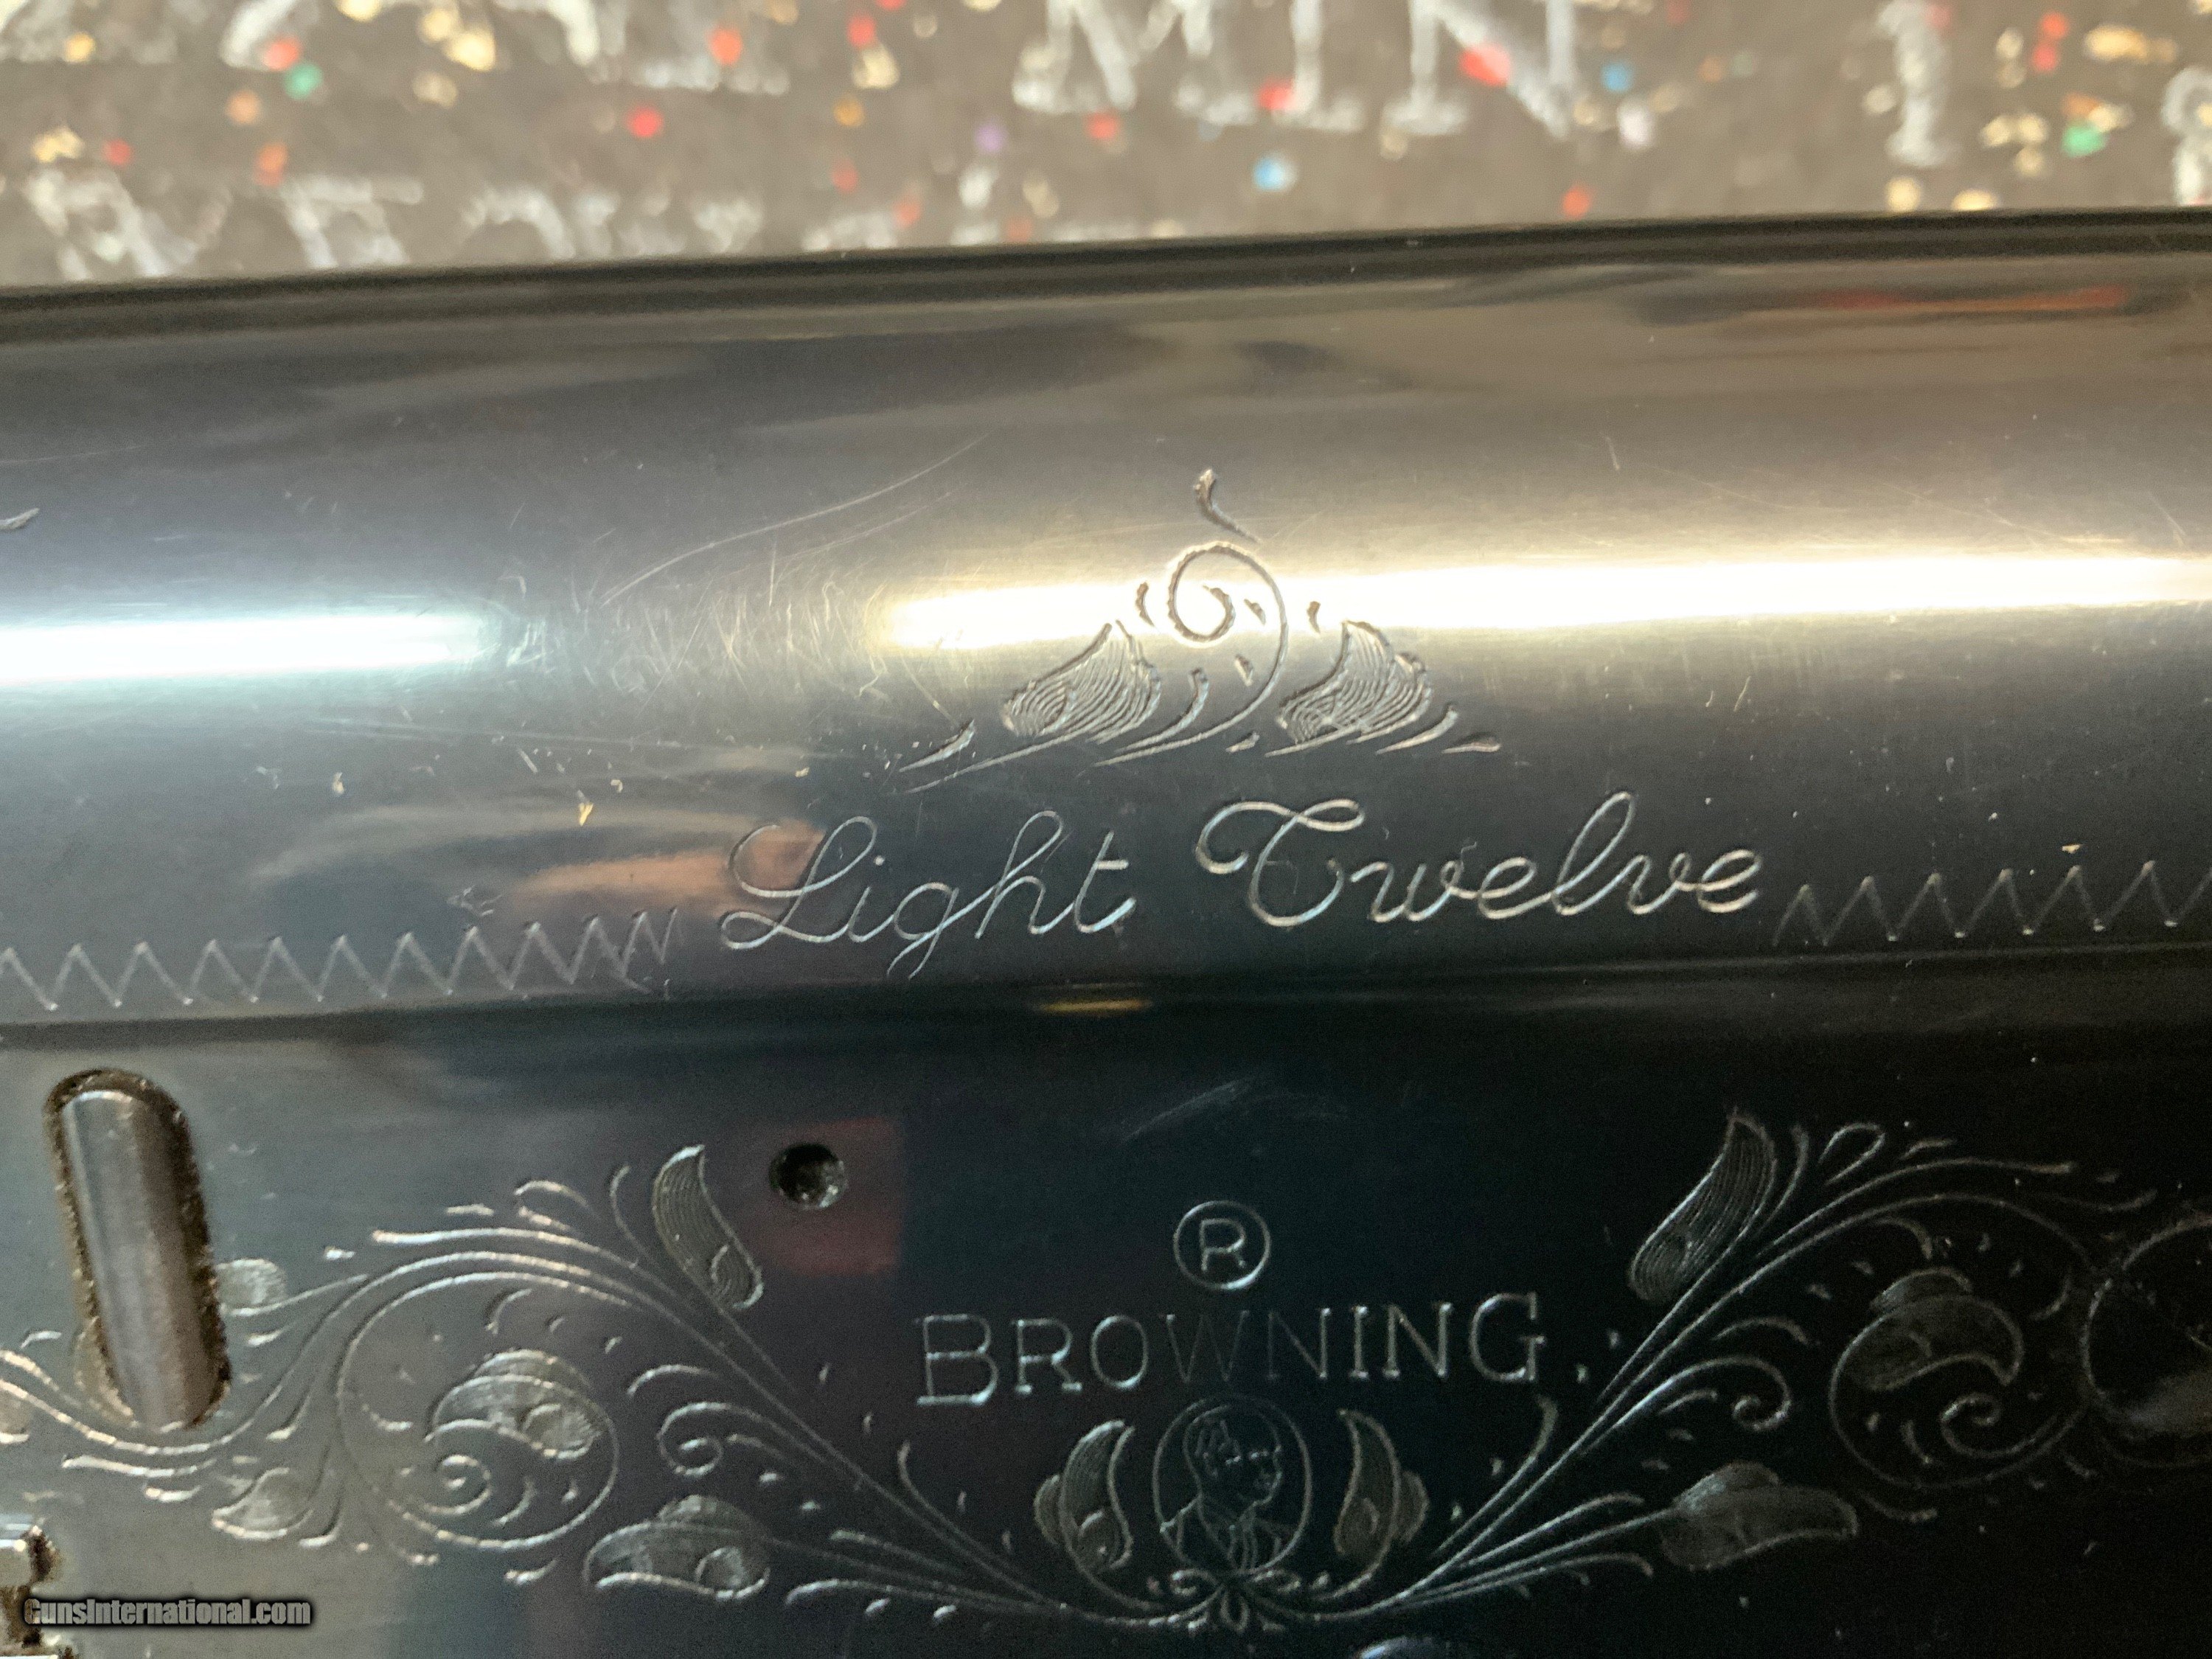 Light Twelve
®
BROWNING
GunsInternational.com